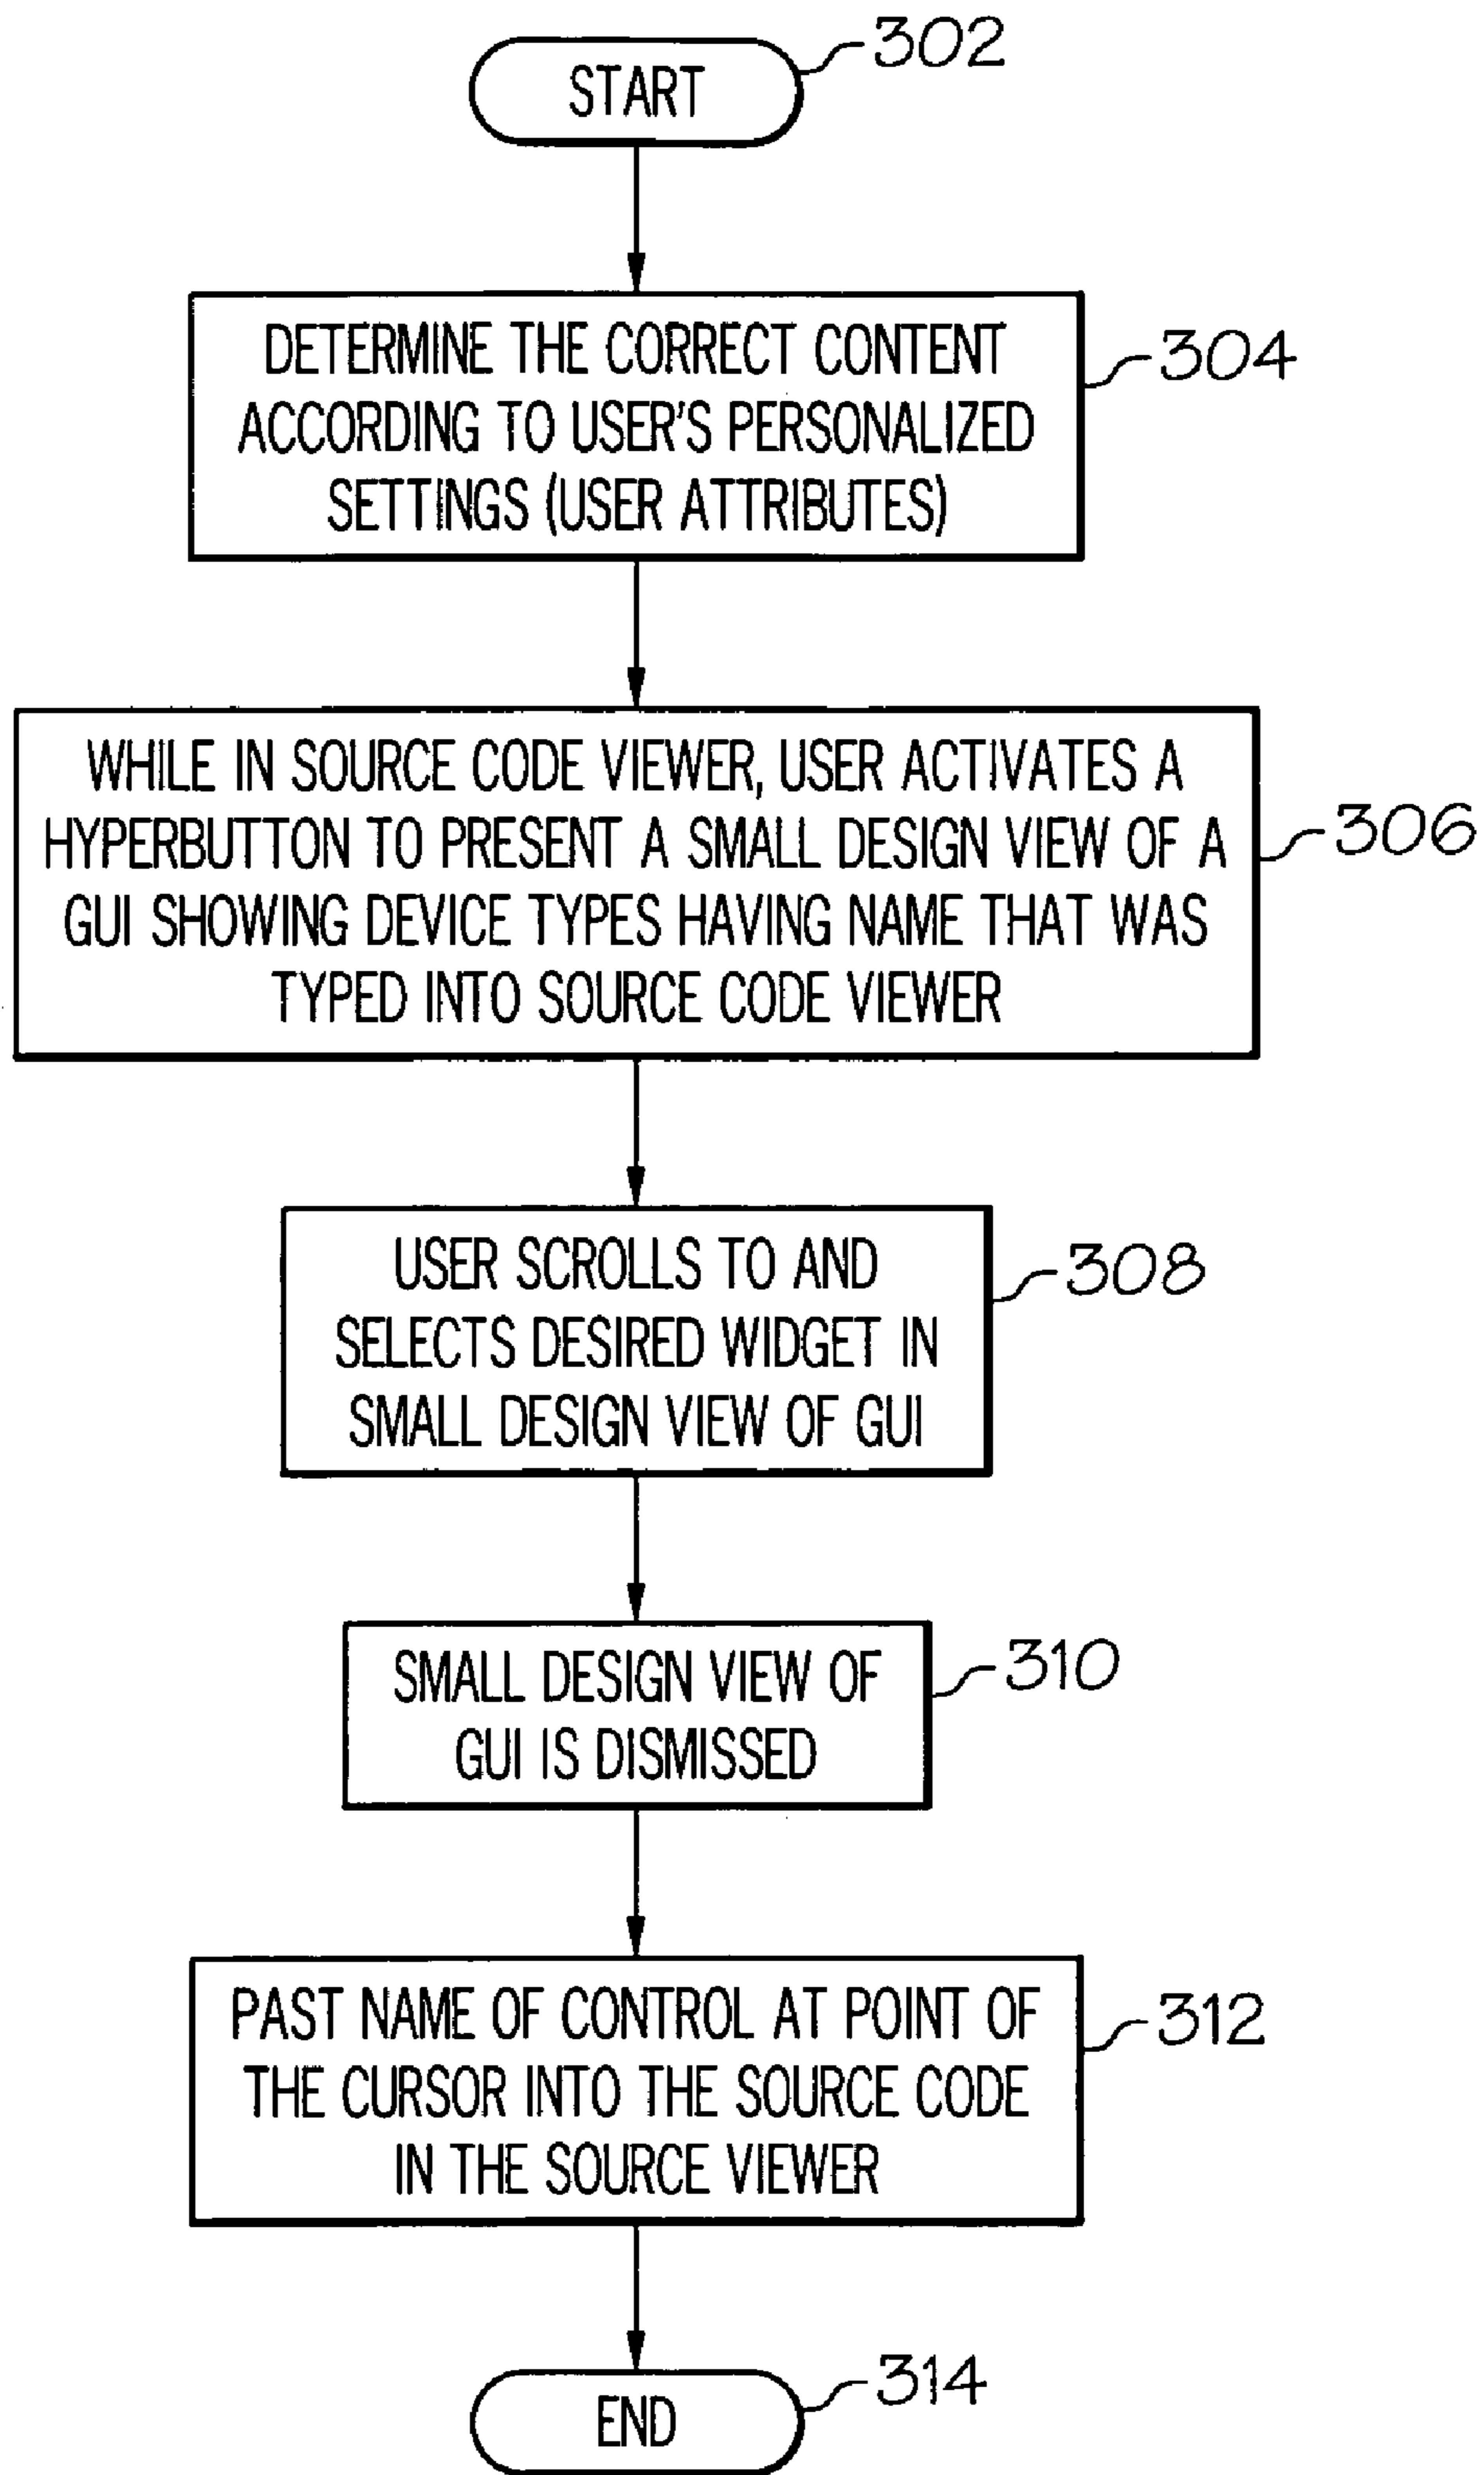 START
302
DETERMINE THE CORRECT CONTENT
ACCORDING TO USER'S PERSONALIZED
SETTINGS (USER ATTRIBUTES)
304
WHILE IN SOURCE CODE VIEWER, USER ACTIVATES A
HYPERBUTTON TO PRESENT A SMALL DESIGN VIEW OF A
GUI SHOWING DEVICE TYPES HAVING NAME THAT WAS
TYPED INTO SOURCE CODE VIEWER
306
USER SCROLLS TO AND
SELECTS DESIRED WIDGET IN
SMALL DESIGN VIEW OF GUI
308
SMALL DESIGN VIEW OF
GUI IS DISMISSED
310
PAST NAME OF CONTROL AT POINT OF
THE CURSOR INTO THE SOURCE CODE
IN THE SOURCE VIEWER
312
END
314